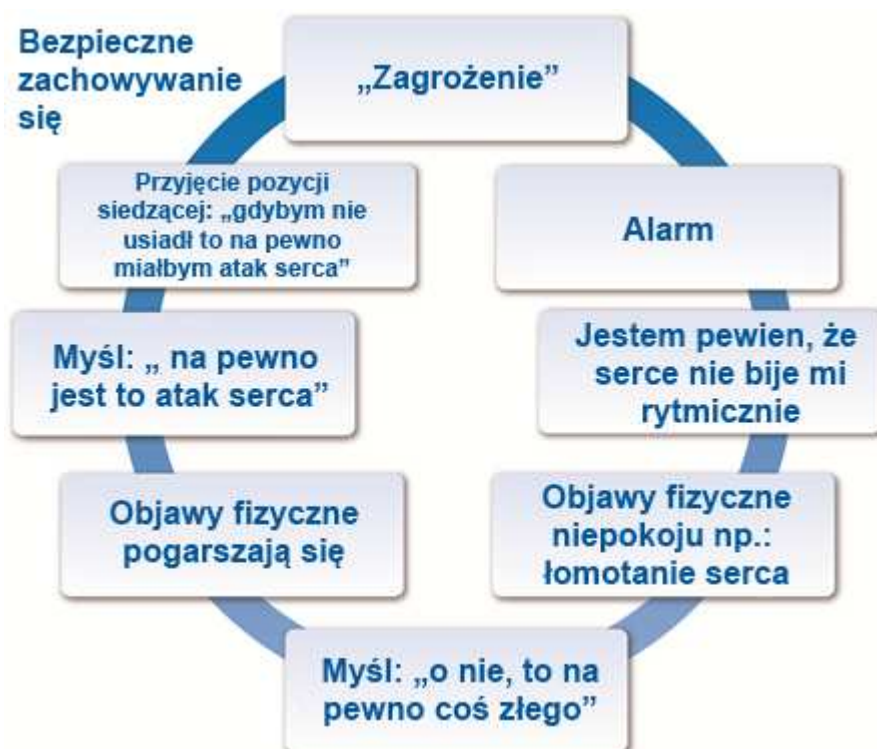 Bezpieczne
zachowywanie
się
„Zagrożenie”
Alarm
Jestem pewien, że
serce nie bije mi
rytmicznie
Objawy fizyczne
niepokoju np.:
łomotanie serca
Myśl: „o nie, to na
pewno coś złego”
Objawy fizyczne
pogarszają się
Myśl: „ na pewno
jest to atak serca”
Przyjęcie pozycji
siedzącej: „gdybym nie
usiadł to na pewno
miałbym atak serca”